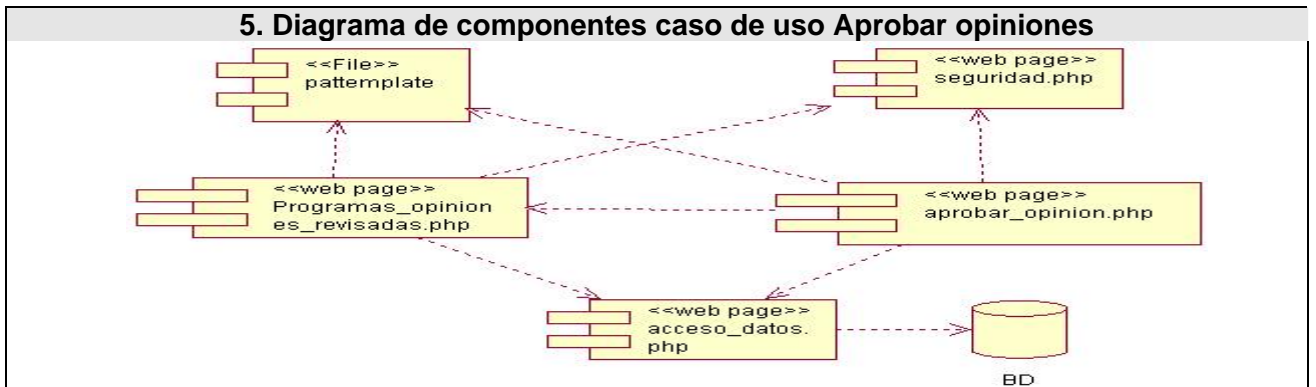 5. Diagrama de componentes caso de uso Aprobar opiniones
<<File>>
pattemplate
<<web page>>
seguridad.php
<<web page>>
Programas_opinion
es_revisadas.php
<<web page>>
aprobar_opinion.php
<<web page>>
acceso_datos.
php
BD